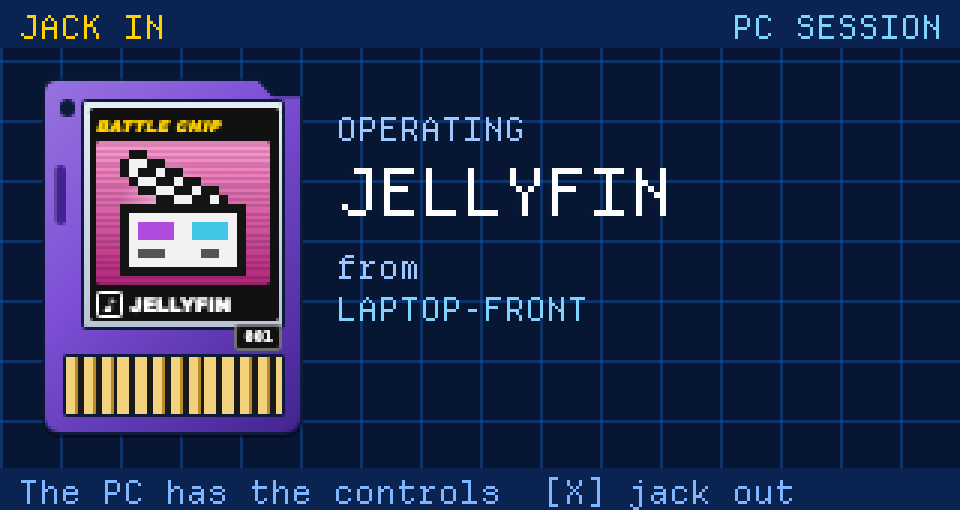 JACK IN
PC SESSION
BATTLE CHIP
JELLYFIN
001
OPERATING
JELLYFIN
from
LAPTOP-FRONT
The PC has the controls [X] jack out